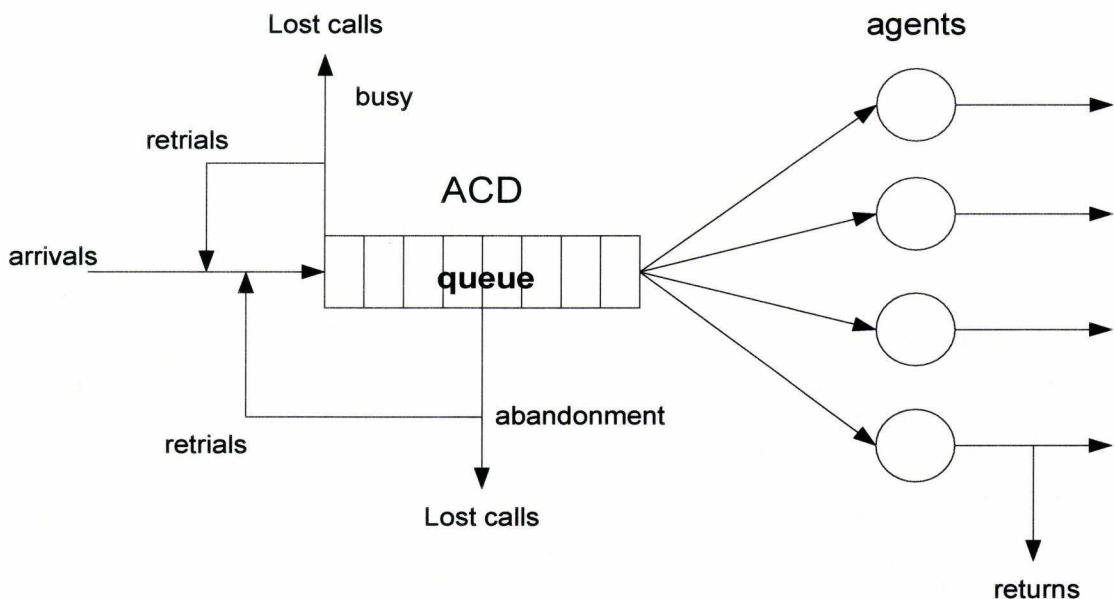 Lost calls
agents
busy
retrials
ACD
arrivals
queue
abandonment
retrials
Lost calls
returns